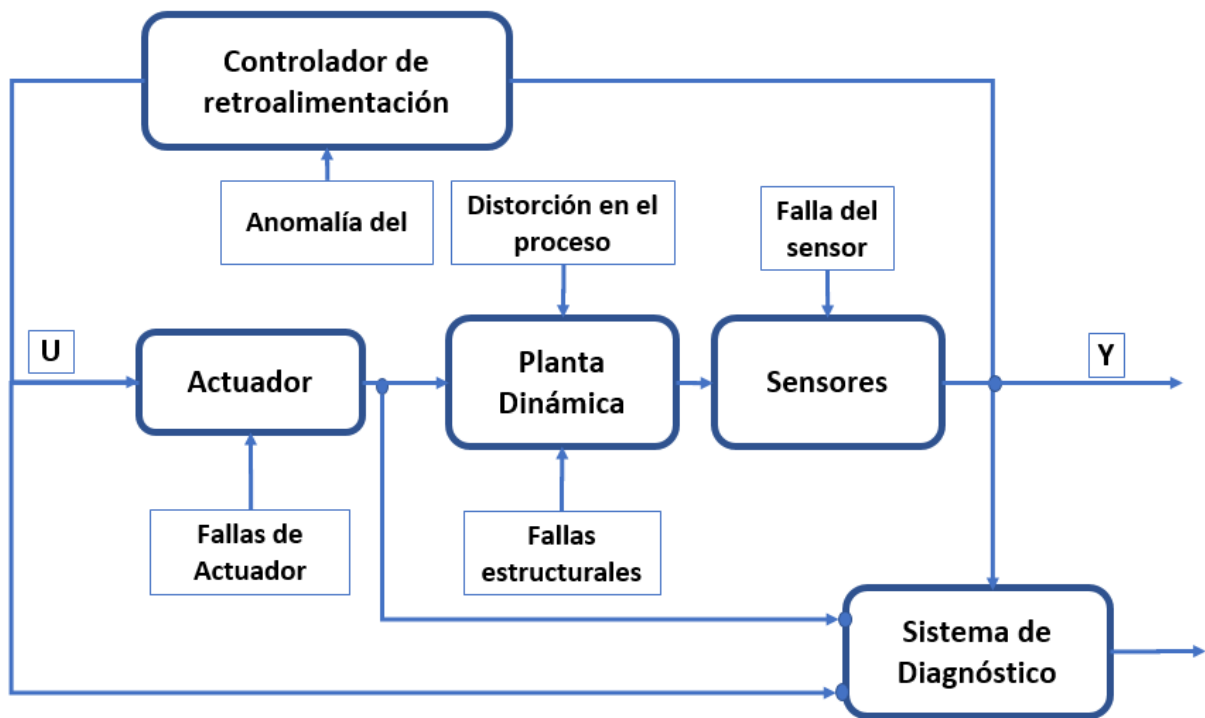 Controlador de
retroalimentación
Anomalía del
Distorción en el
proceso
Falla del
sensor
U
Actuador
Planta
Dinámica
Sensores
Y
Fallas de
Actuador
Fallas
estructurales
Sistema de
Diagnóstico